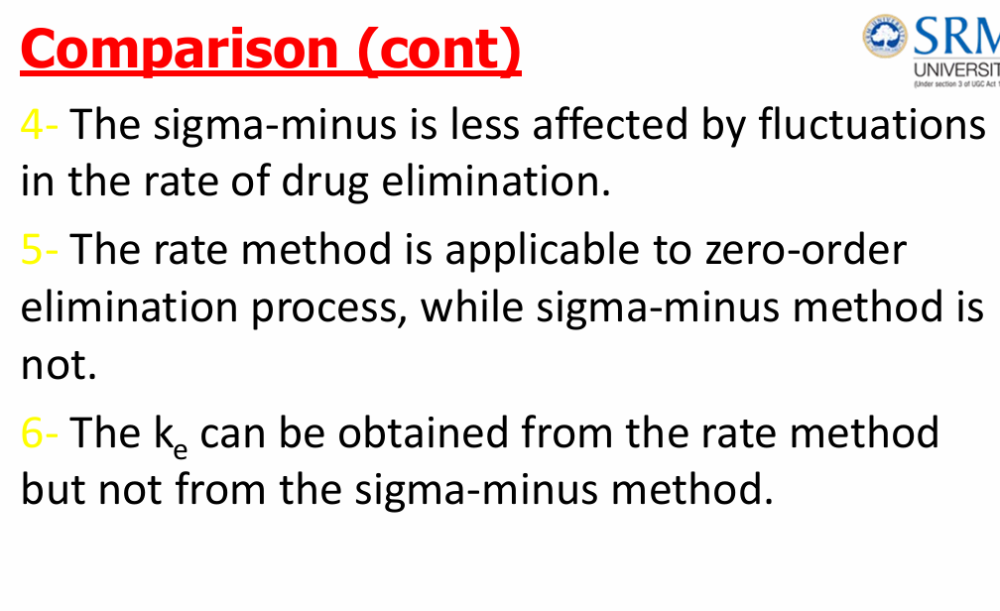 Comparison (cont)
SRM
UNIVERSIT
(Under section 3 of UGC Act 1
4- The sigma-minus is less affected by fluctuations
in the rate of drug elimination.
5- The rate method is applicable to zero-order
elimination process, while sigma-minus method is
not.
6- The ke can be obtained from the rate method
but not from the sigma-minus method.